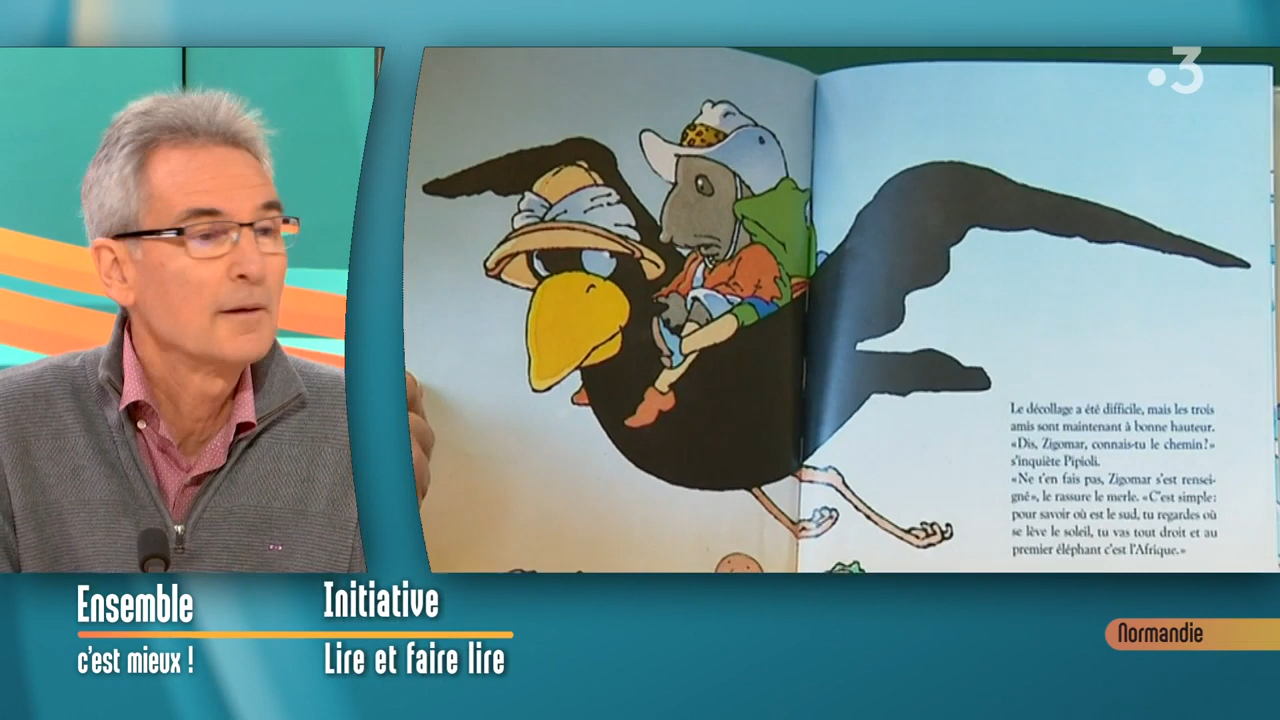 3
Le décollage a été difficile, mais les trois
amis sont maintenant à bonne hauteur.
«Dis, Zigomar, connais-tu le chemin?»
s'inquiète Pipioli.
«Ne t'en fais pas, Zigomar s'est rensei-
gné», le rassure le merle. «C'est simple:
pour savoir où est le sud, tu regardes où
se lève le soleil, tu vas tout droit et au
premier éléphant c'est l'Afrique.»
Ensemble
c'est mieux !
Initiative
Lire et faire lire
Normandie